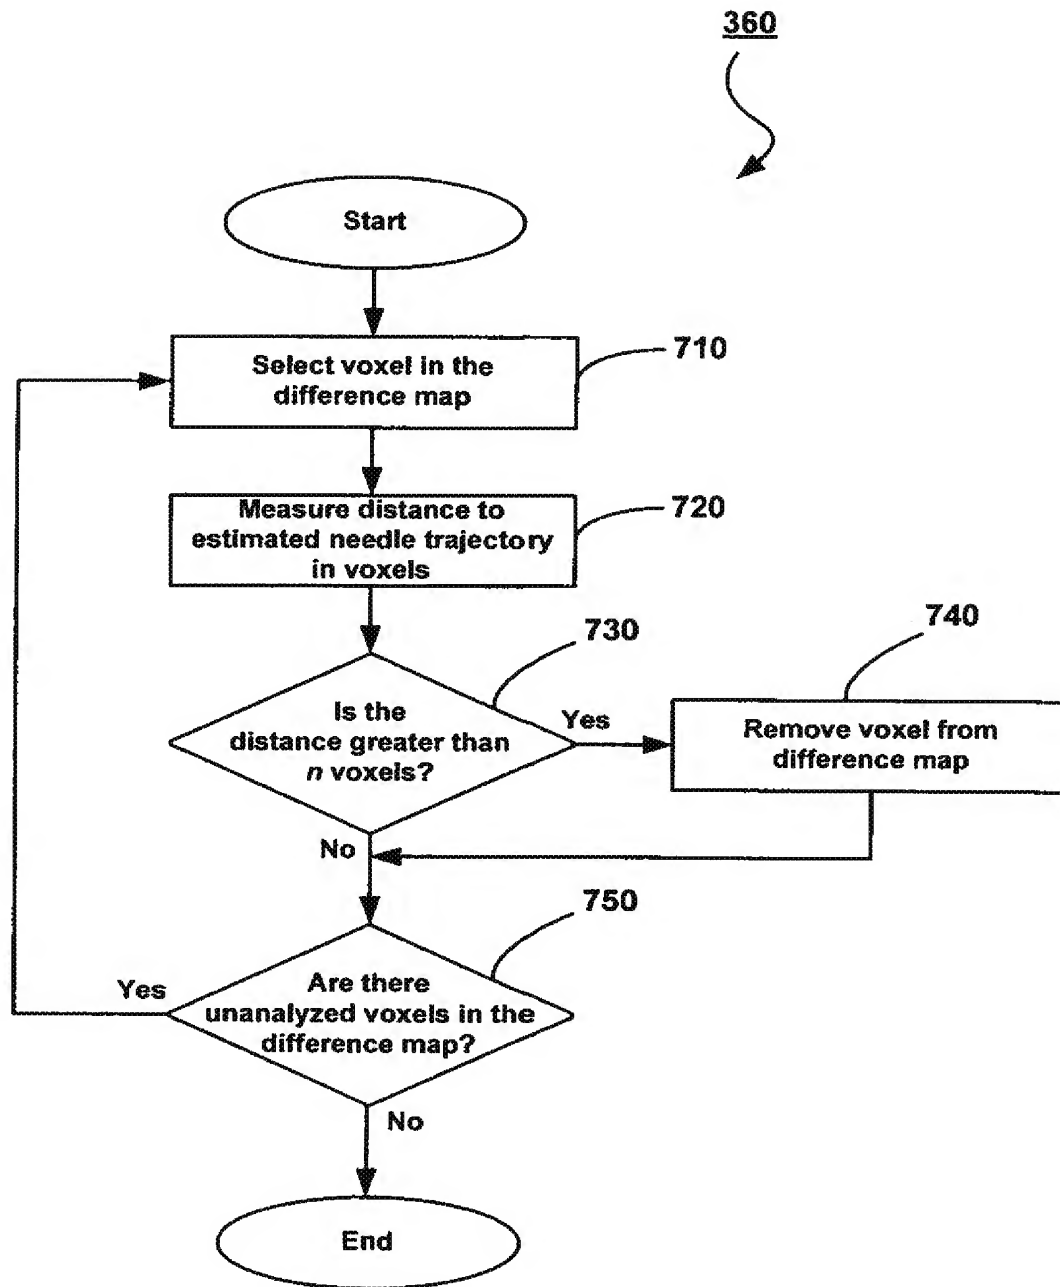 360
Start
Select voxel in the
difference map
710
Measure distance to
estimated needle trajectory
in voxels
720
730
740
Is the
distance greater than
n voxels?
Yes
Remove voxel from
difference map
No
750
Are there
unanalyzed voxels in the
difference map?
Yes
No
End